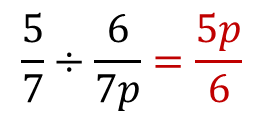 5/7 ÷ 6/7p = 5p/6